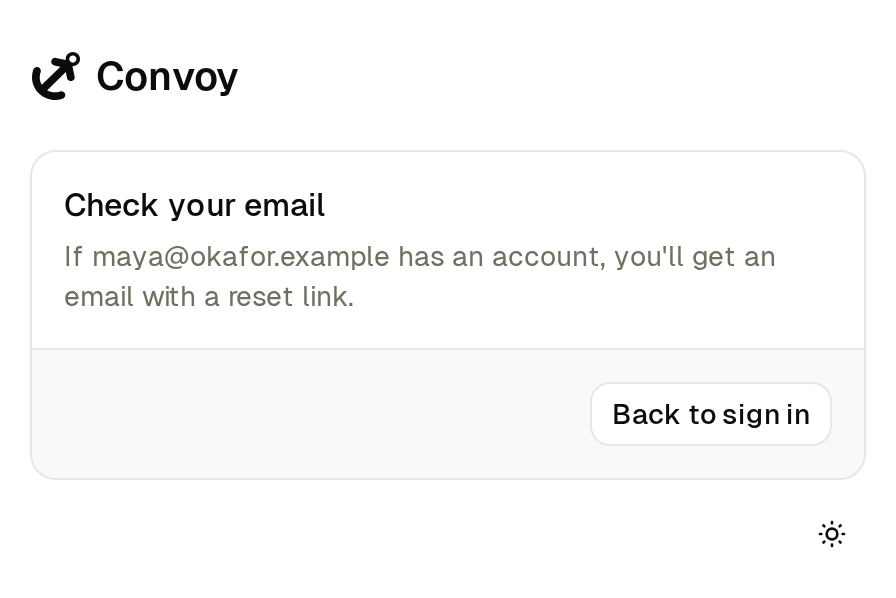 Convoy
Check your email
If maya@okafor.example has an account, you'll get an
email with a reset link.
Back to sign in